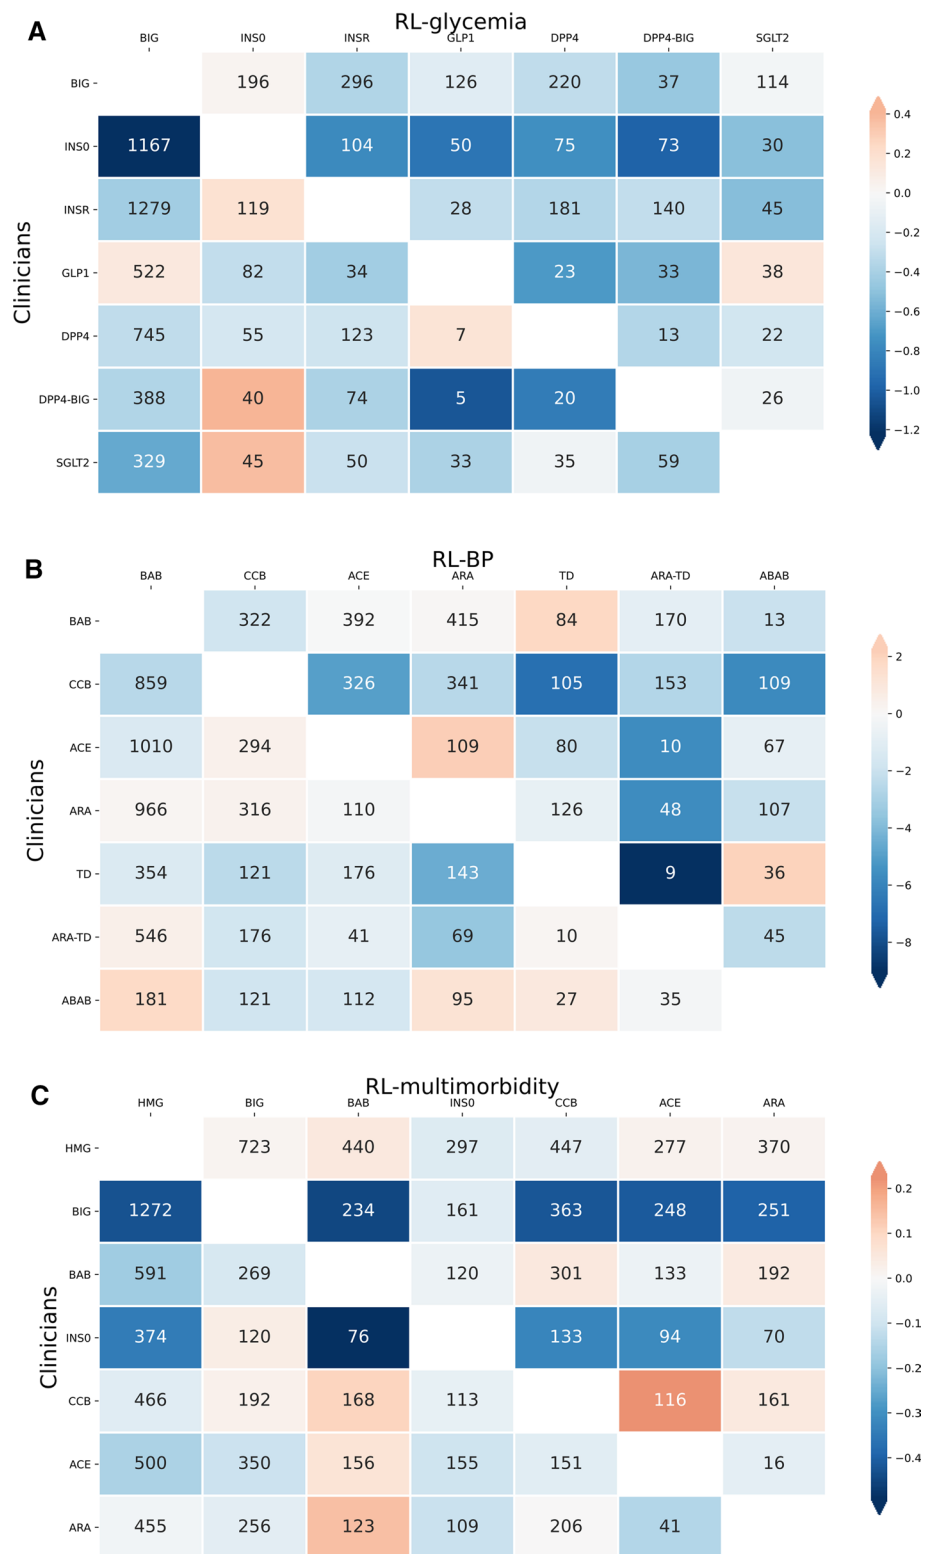 A
RL-glycemia
BIG INS0 INSR GLP1 DPP4 DPP4-BIG SGLT2
BIG 196 296 126 220 37 114
INS0 1167 104 50 75 73 30
INSR 1279 119 28 181 140 45
GLP1 522 82 34 23 33 38
DPP4 745 55 123 7 13 22
DPP4-BIG 388 40 74 5 20 26
SGLT2 329 45 50 33 35 59
Clinicians
0.4
0.2
0.0
−0.2
−0.4
−0.6
−0.8
−1.0
−1.2
B
RL-BP
BAB CCB ACE ARA TD ARA-TD ABAB
BAB 322 392 415 84 170 13
CCB 859 326 341 105 153 109
ACE 1010 294 109 80 10 67
ARA 966 316 110 126 48 107
TD 354 121 176 143 9 36
ARA-TD 546 176 41 69 10 45
ABAB 181 121 112 95 27 35
Clinicians
2
0
−2
−4
−6
−8
C
RL-multimorbidity
HMG BIG BAB INS0 CCB ACE ARA
HMG 723 440 297 447 277 370
BIG 1272 234 161 363 248 251
BAB 591 269 120 301 133 192
INS0 374 120 76 133 94 70
CCB 466 192 168 113 116 161
ACE 500 350 156 155 151 16
ARA 455 256 123 109 206 41
Clinicians
0.2
0.1
0.0
−0.1
−0.2
−0.3
−0.4